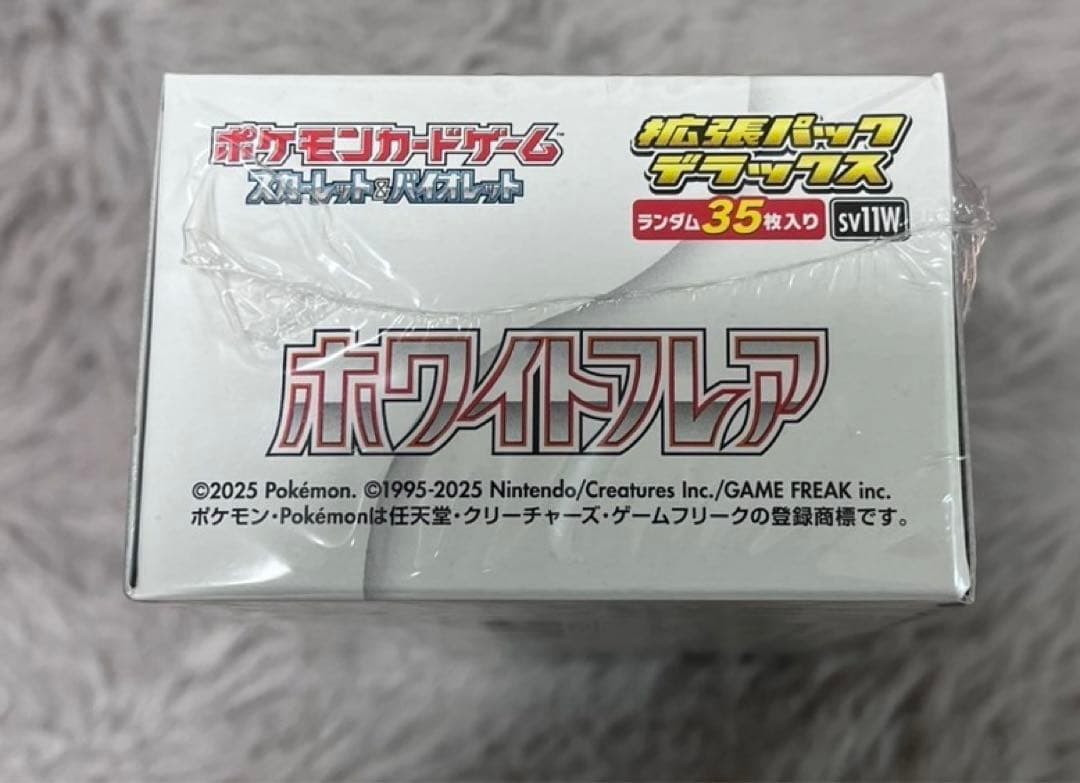 ポケモンカードゲーム™
スカーレット&バイオレット
拡張パック
デラックス
ランダム35枚入り SV11W
ホワイトフレア
©2025 Pokémon. ©1995-2025 Nintendo/Creatures Inc./GAME FREAK inc.
ポケモン・Pokémonは任天堂・クリーチャーズ・ゲームフリークの登録商標です。